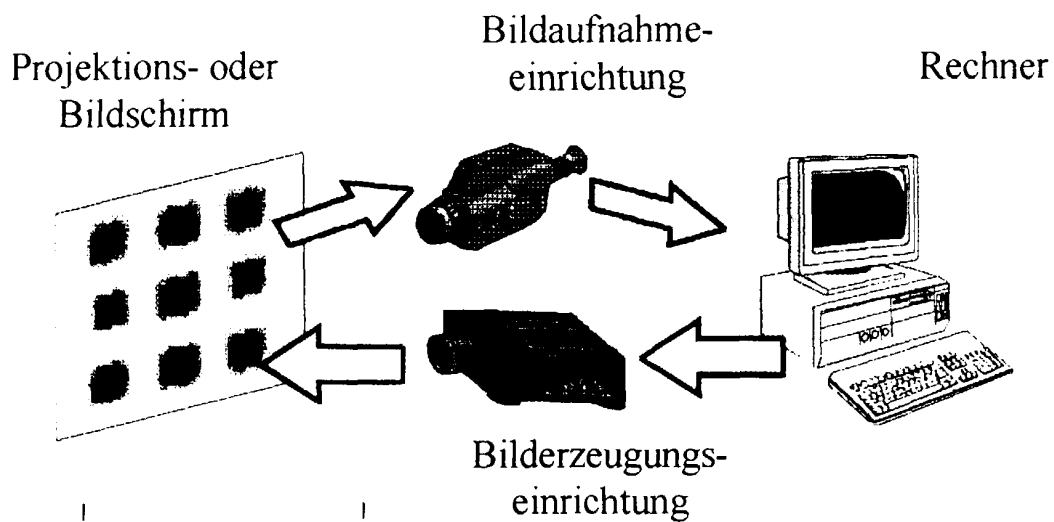 Projektions- oder
Bildschirm
Bildaufnahme-
einrichtung
Rechner
Bilderzeugungs-
einrichtung